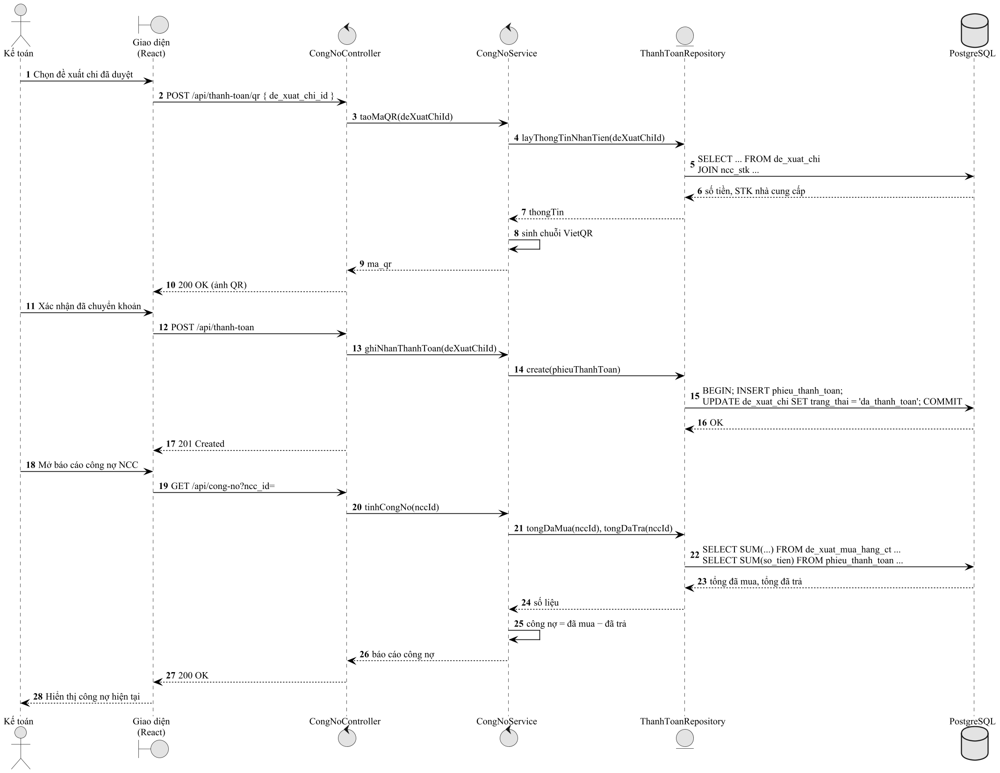 Kế toán
Giao diện
(React)
CongNoController
CongNoService
ThanhToanRepository
PostgreSQL
1 Chọn đề xuất chi đã duyệt
2 POST /api/thanh-toan/qr { de_xuat_chi_id }
3 taoMaQR(deXuatChiId)
4 layThongTinNhanTien(deXuatChiId)
5 SELECT ... FROM de_xuat_chi
JOIN ncc_stk ...
6 số tiền, STK nhà cung cấp
7 thongTin
8 sinh chuỗi VietQR
9 ma_qr
10 200 OK (ảnh QR)
11 Xác nhận đã chuyển khoản
12 POST /api/thanh-toan
13 ghiNhanThanhToan(deXuatChiId)
14 create(phieuThanhToan)
15 BEGIN; INSERT phieu_thanh_toan;
UPDATE de_xuat_chi SET trang_thai = 'da_thanh_toan'; COMMIT
16 OK
17 201 Created
18 Mở báo cáo công nợ NCC
19 GET /api/cong-no?ncc_id=
20 tinhCongNo(nccId)
21 tongDaMua(nccId), tongDaTra(nccId)
22 SELECT SUM(...) FROM de_xuat_mua_hang_ct ...
SELECT SUM(so_tien) FROM phieu_thanh_toan ...
23 tổng đã mua, tổng đã trả
24 số liệu
25 công nợ = đã mua − đã trả
26 báo cáo công nợ
27 200 OK
28 Hiển thị công nợ hiện tại
Kế toán
Giao diện
(React)
CongNoController
CongNoService
ThanhToanRepository
PostgreSQL